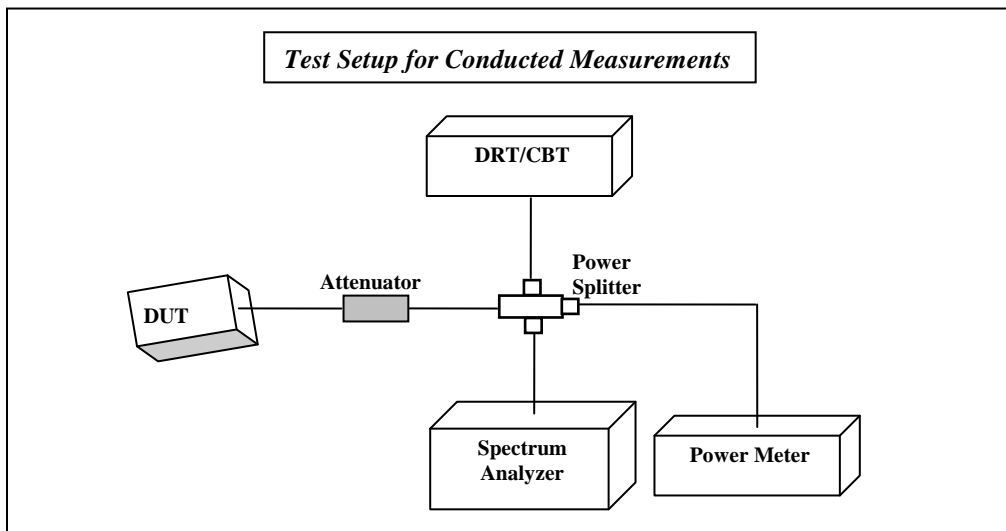 Test Setup for Conducted Measurements
DRT/CBT
Power
Splitter
Attenuator
DUT
Spectrum
Analyzer
Power Meter